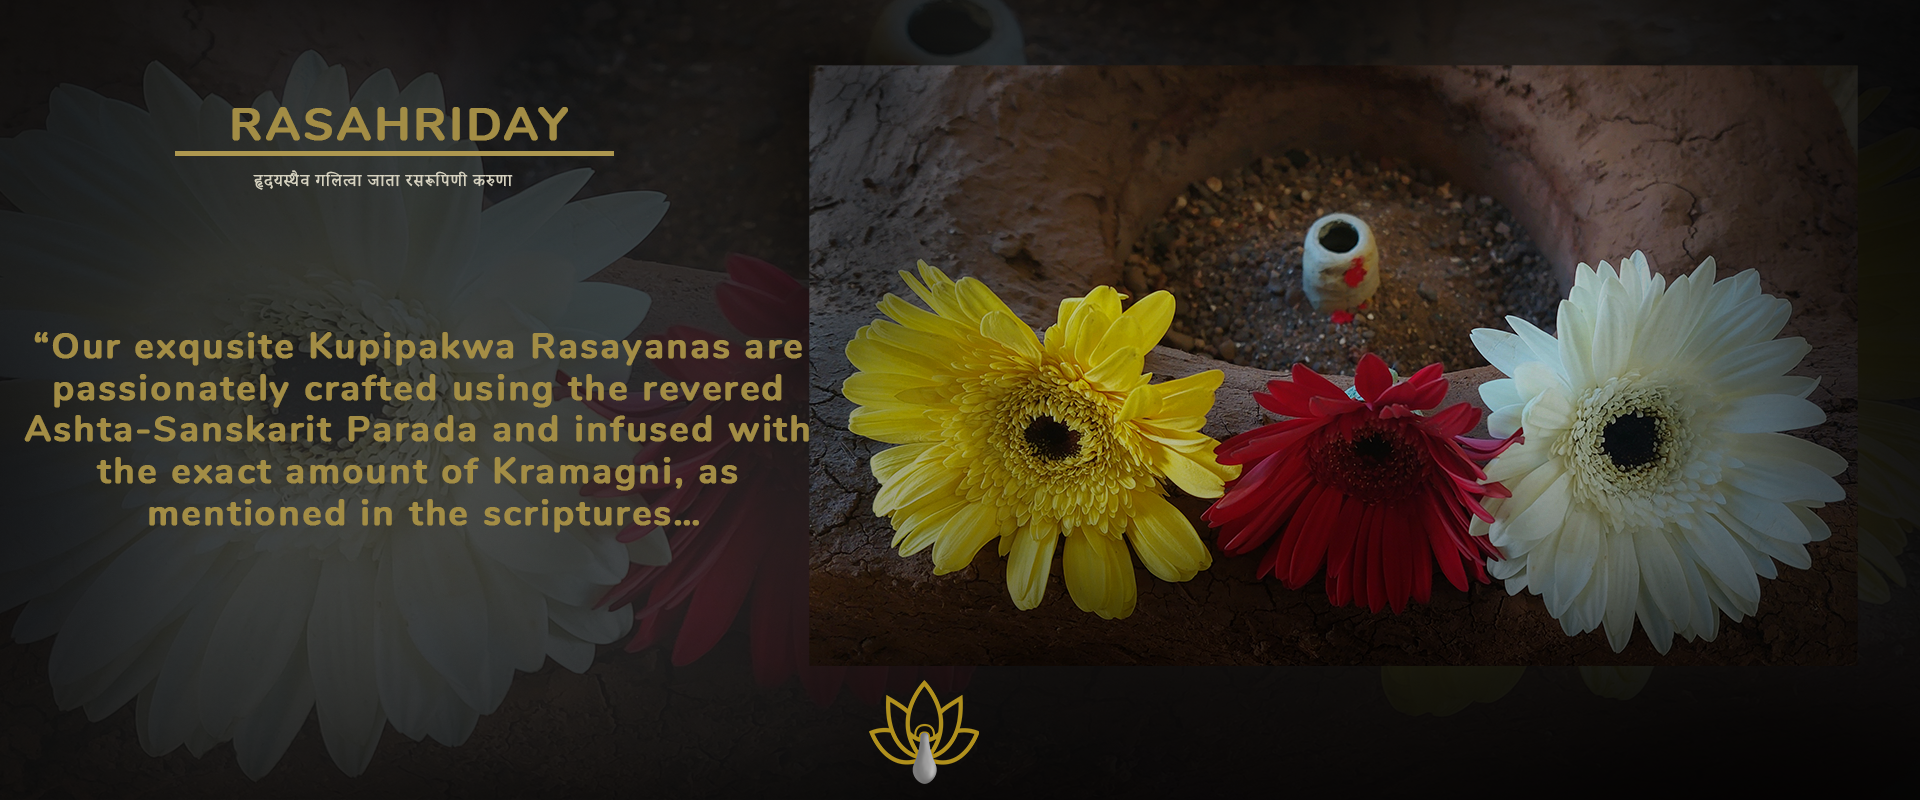 RASAHRIDAY
हृदयस्थैव गलित्वा जाता रसरूपिणी करुणा
“Our exqusite Kupipakwa Rasayanas are
passionately crafted using the revered
Ashta-Sanskarit Parada and infused with
the exact amount of Kramagni, as
mentioned in the scriptures...